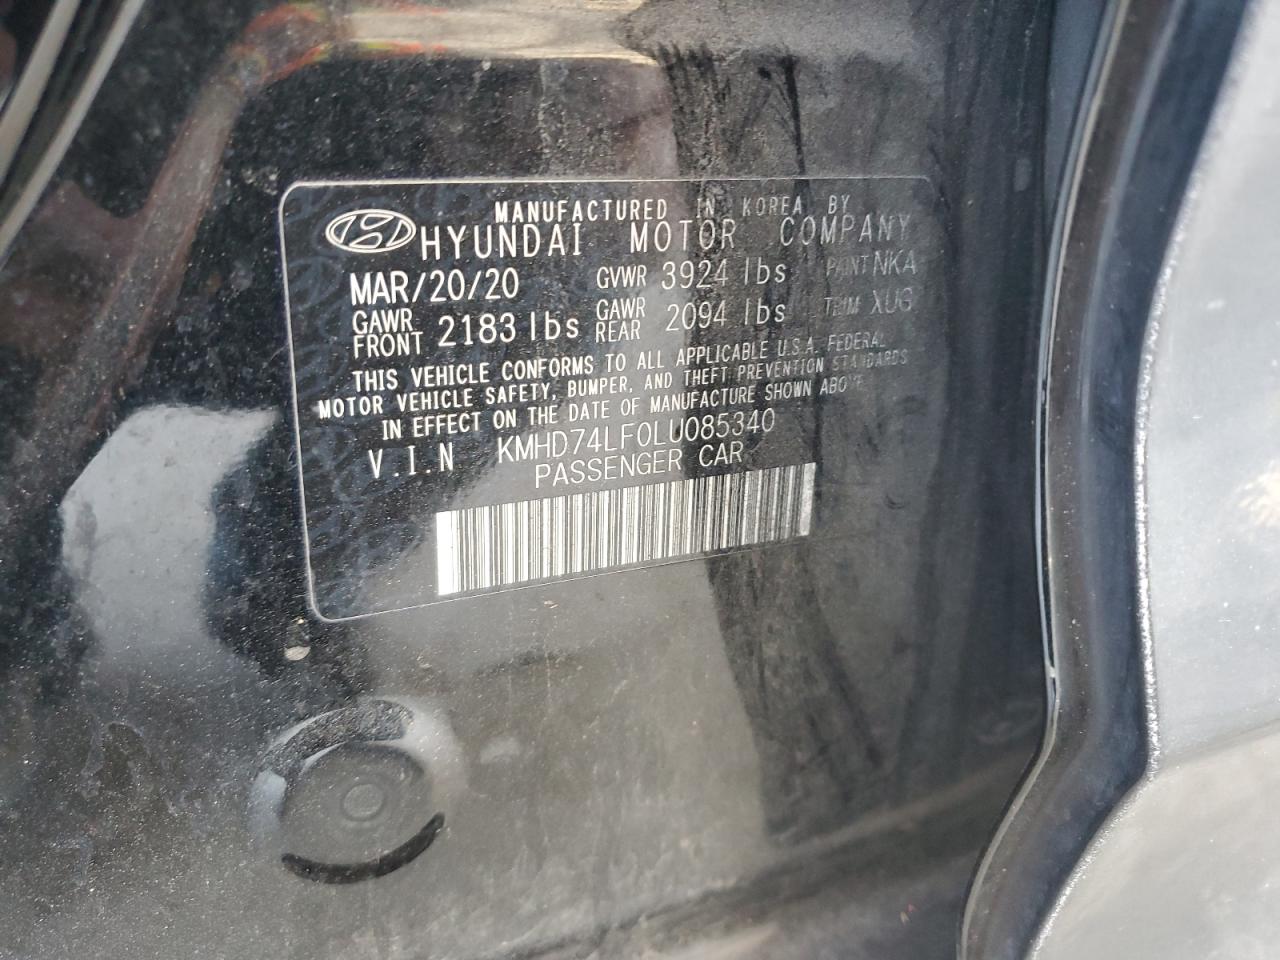 MANUFACTURED IN KOREA BY
HYUNDAI MOTOR COMPANY
MAR/20/20 GVWR 3924 lbs PAINT NKA
GAWR FRONT 2183 lbs GAWR REAR 2094 lbs TRIM XUG
THIS VEHICLE CONFORMS TO ALL APPLICABLE U.S.A. FEDERAL
MOTOR VEHICLE SAFETY, BUMPER, AND THEFT PREVENTION STANDARDS
IN EFFECT ON THE DATE OF MANUFACTURE SHOWN ABOVE
V.I.N KMHD74LF0LU085340
PASSENGER CAR